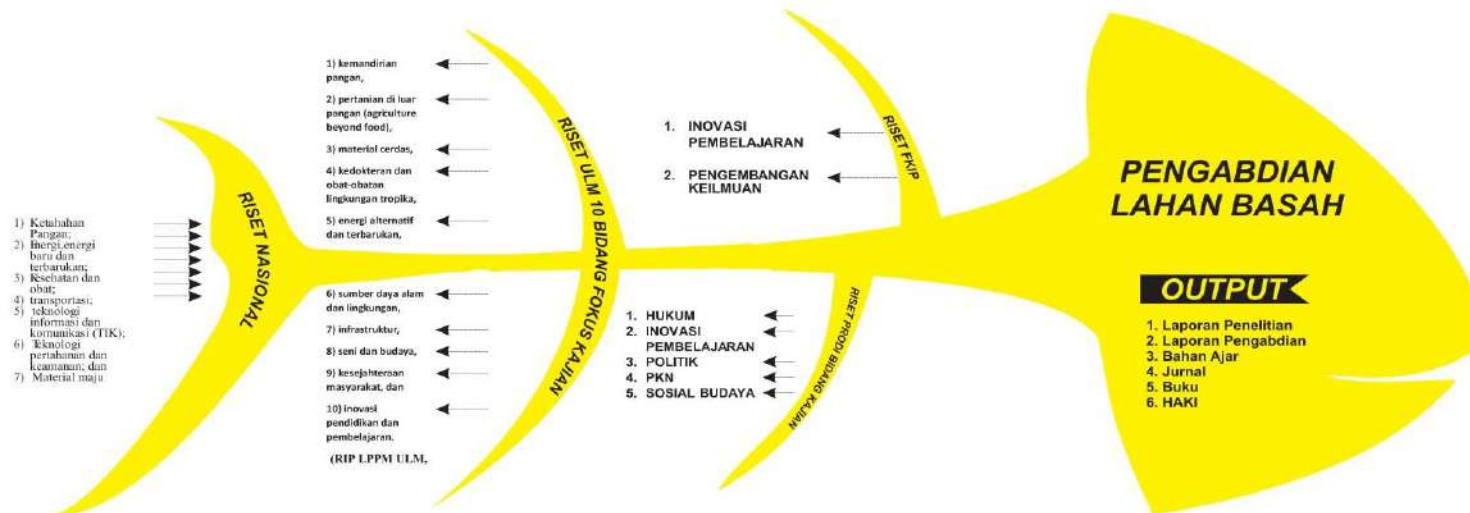 1) Ketahahan
Pangan;
2) Energi,energi
baru dan
terbarukan;
3) Kesehatan dan
obat;
4) transportasi;
5) teknologi
informasi dan
komunikasi (TIK);
6) Teknologi
pertahanan dan
keamanan; dan
7) Material maju
RISET NASIONAL
1) kemandirian
pangan,
2) pertanian di luar
pangan (agriculture
beyond food),
3) material cerdas,
4) kedokteran dan
obat-obatan
lingkungan tropika,
5) energi alternatif
dan terbarukan,
6) sumber daya alam
dan lingkungan,
7) infrastruktur,
8) seni dan budaya,
9) kesejahteraan
masyarakat, dan
10) inovasi
pendidikan dan
pembelajaran.
(RIP LPPM ULM,
RISET ULM 10 BIDANG FOKUS KAJIAN
1. INOVASI
PEMBELAJARAN
2. PENGEMBANGAN
KEILMUAN
RISET FKIP
1. HUKUM
2. INOVASI
PEMBELAJARAN
3. POLITIK
4. PKN
5. SOSIAL BUDAYA
RISET PRODI BIDANG KAJIAN
PENGABDIAN
LAHAN BASAH
OUTPUT
1. Laporan Penelitian
2. Laporan Pengabdian
3. Bahan Ajar
4. Jurnal
5. Buku
6. HAKI